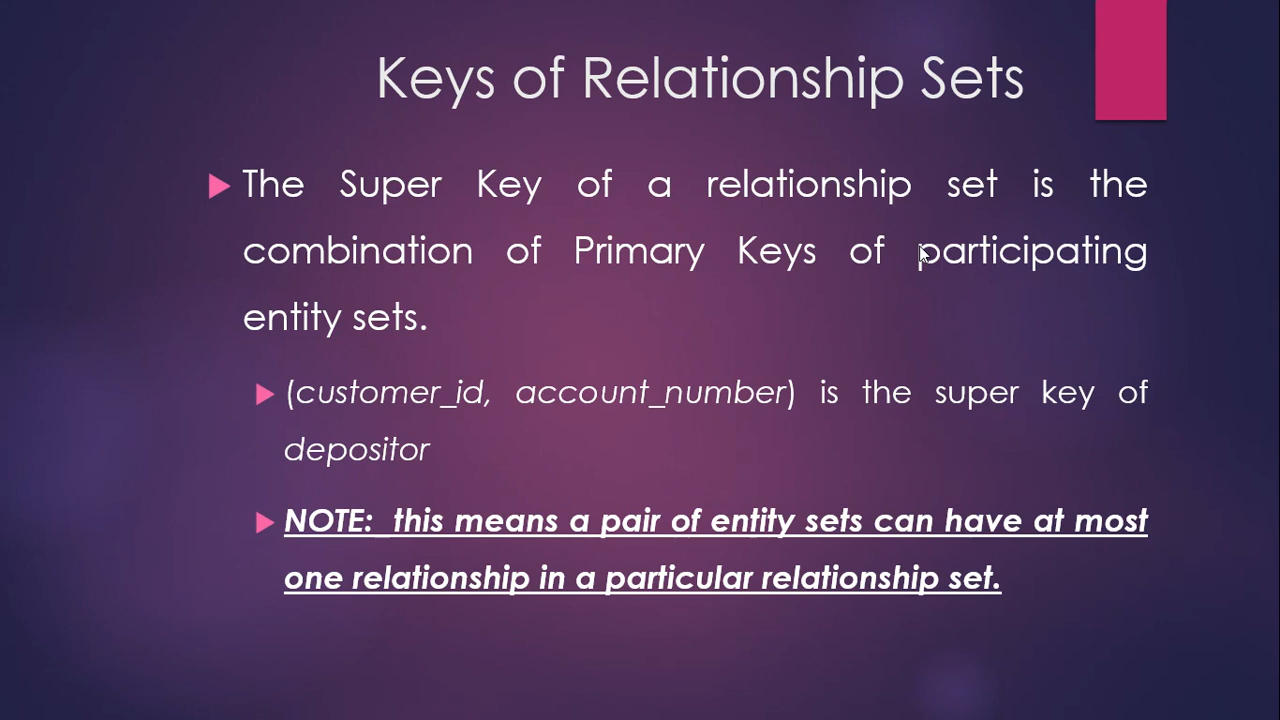 Keys of Relationship Sets
The Super Key of a relationship set is the
combination of Primary Keys of participating
entity sets.
(customer_id, account_number) is the super key of
depositor
NOTE: this means a pair of entity sets can have at most
one relationship in a particular relationship set.